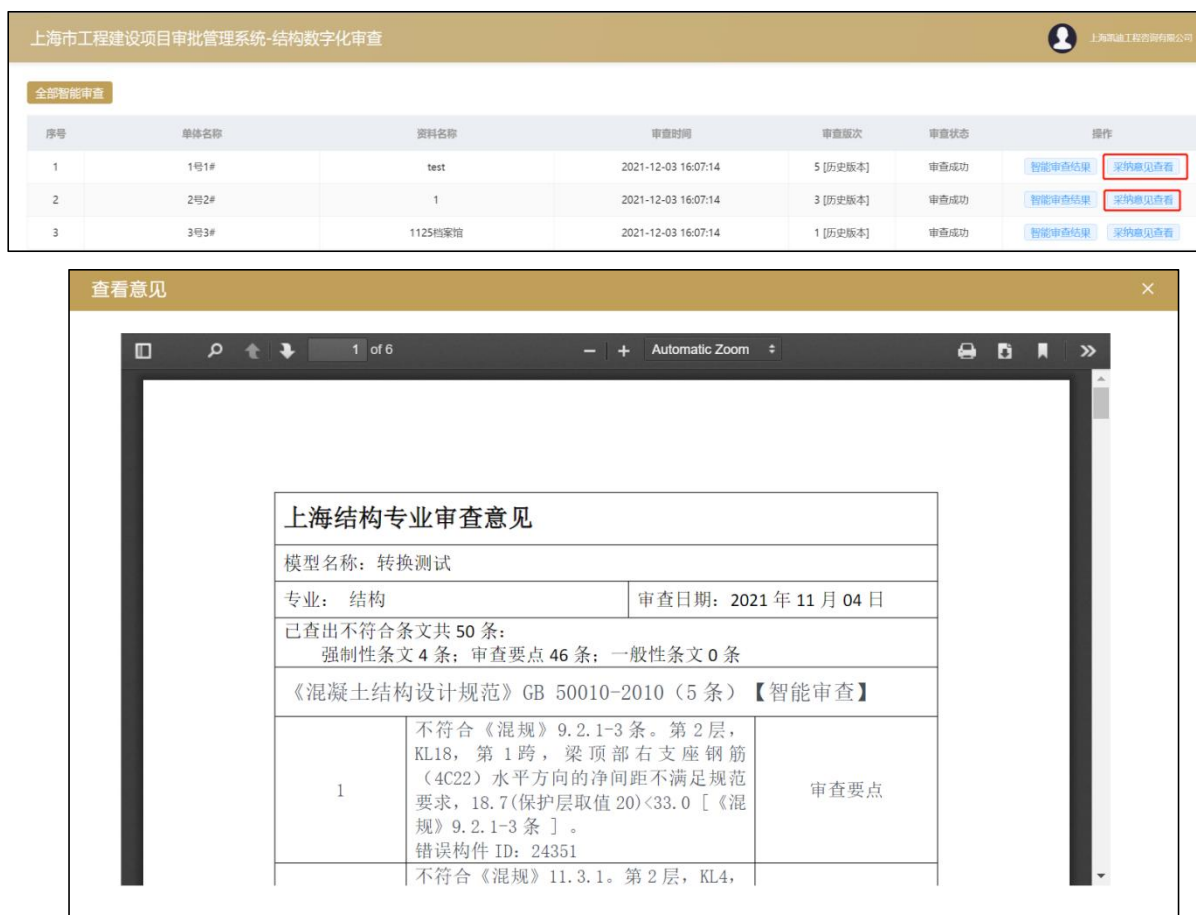 上海市工程建设项目审批管理系统-结构数字化审查
上海凯迪工程咨询有限公司
全部智能审查
序号 单体名称 资料名称 审查时间 审查版次 审查状态 操作
1 1号1# test 2021-12-03 16:07:14 5 [历史版本] 审查成功 智能审查结果 采纳意见查看
2 2号2# 1 2021-12-03 16:07:14 3 [历史版本] 审查成功 智能审查结果 采纳意见查看
3 3号3# 1125档案馆 2021-12-03 16:07:14 1 [历史版本] 审查成功 智能审查结果 采纳意见查看
查看意见
1 of 6 Automatic Zoom
上海结构专业审查意见
模型名称：转换测试
专业： 结构 审查日期：2021 年 11 月 04 日
已查出不符合条文共 50 条：
强制性条文 4 条；审查要点 46 条；一般性条文 0 条
《混凝土结构设计规范》GB 50010-2010（5 条）【智能审查】
不符合《混规》9.2.1-3 条。第 2 层，
KL18，第 1 跨，梁顶部右支座钢筋
（4C22）水平方向的净间距不满足规范
1 要求，18.7(保护层取值 20)<33.0［《混 审查要点
规》9.2.1-3 条 ］。
错误构件 ID：24351
不符合《混规》11.3.1。第 2 层，KL4，